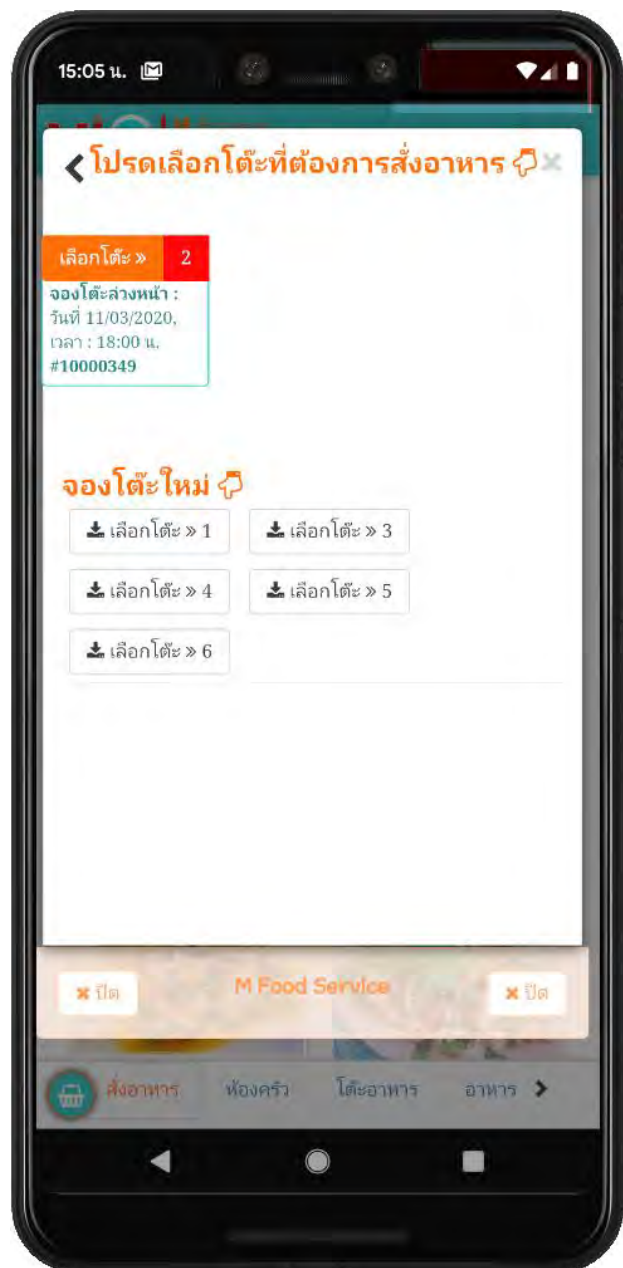 15:05 น.
โปรดเลือกโต๊ะที่ต้องการสั่งอาหาร
เลือกโต๊ะ » 2
จองโต๊ะล่วงหน้า :
วันที่ 11/03/2020,
เวลา : 18:00 น.
#10000349
จองโต๊ะใหม่
เลือกโต๊ะ » 1 เลือกโต๊ะ » 3
เลือกโต๊ะ » 4 เลือกโต๊ะ » 5
เลือกโต๊ะ » 6
ปิด M Food Service ปิด
สั่งอาหาร ห้องครัว โต๊ะอาหาร อาหาร